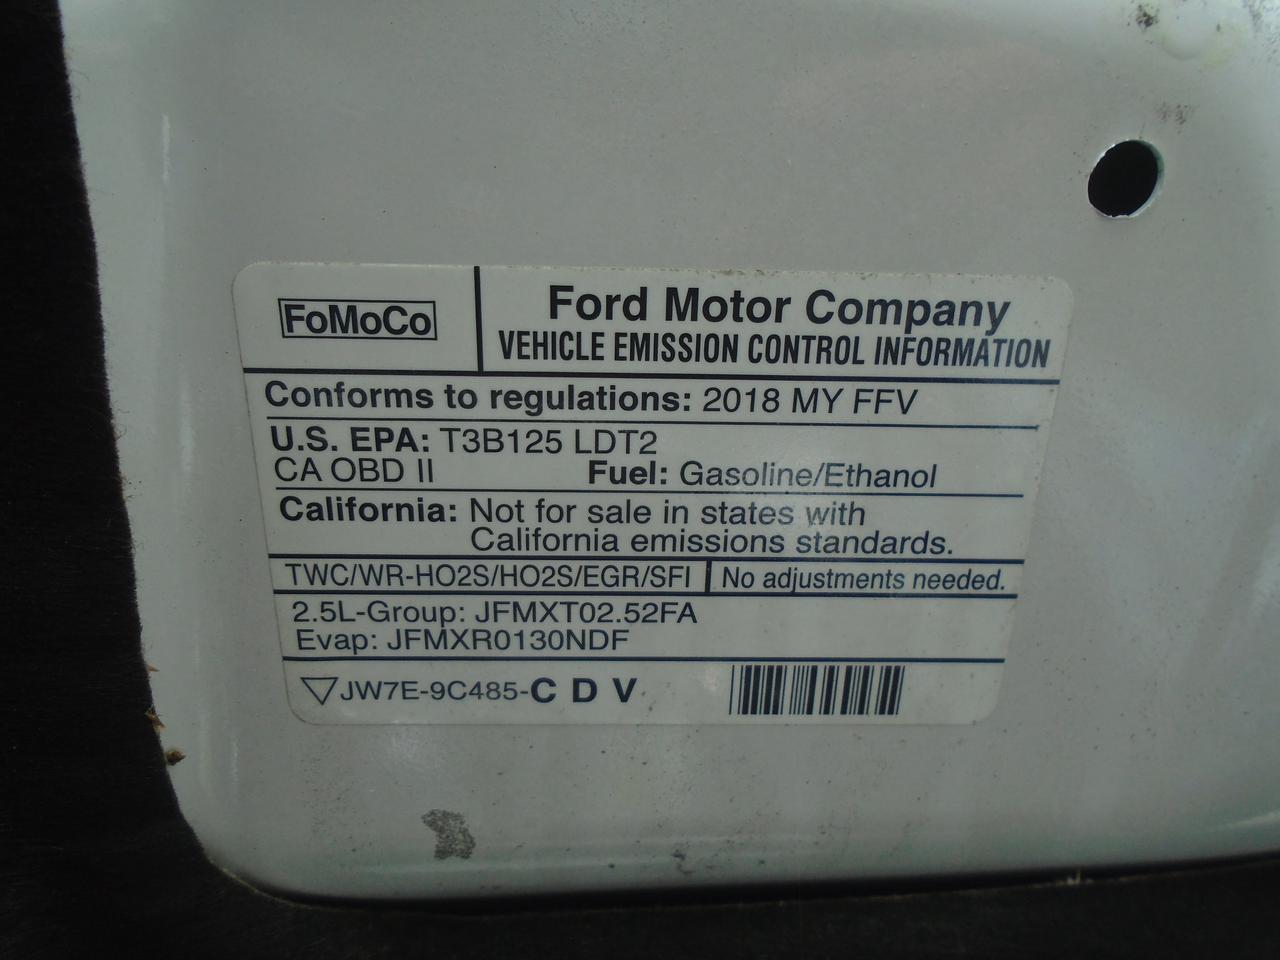 FoMoCo
Ford Motor Company
VEHICLE EMISSION CONTROL INFORMATION
Conforms to regulations: 2018 MY FFV
U.S. EPA: T3B125 LDT2
CA OBD II Fuel: Gasoline/Ethanol
California: Not for sale in states with
California emissions standards.
TWC/WR-HO2S/HO2S/EGR/SFI No adjustments needed.
2.5L-Group: JFMXT02.52FA
Evap: JFMXR0130NDF
JW7E-9C485-C D V